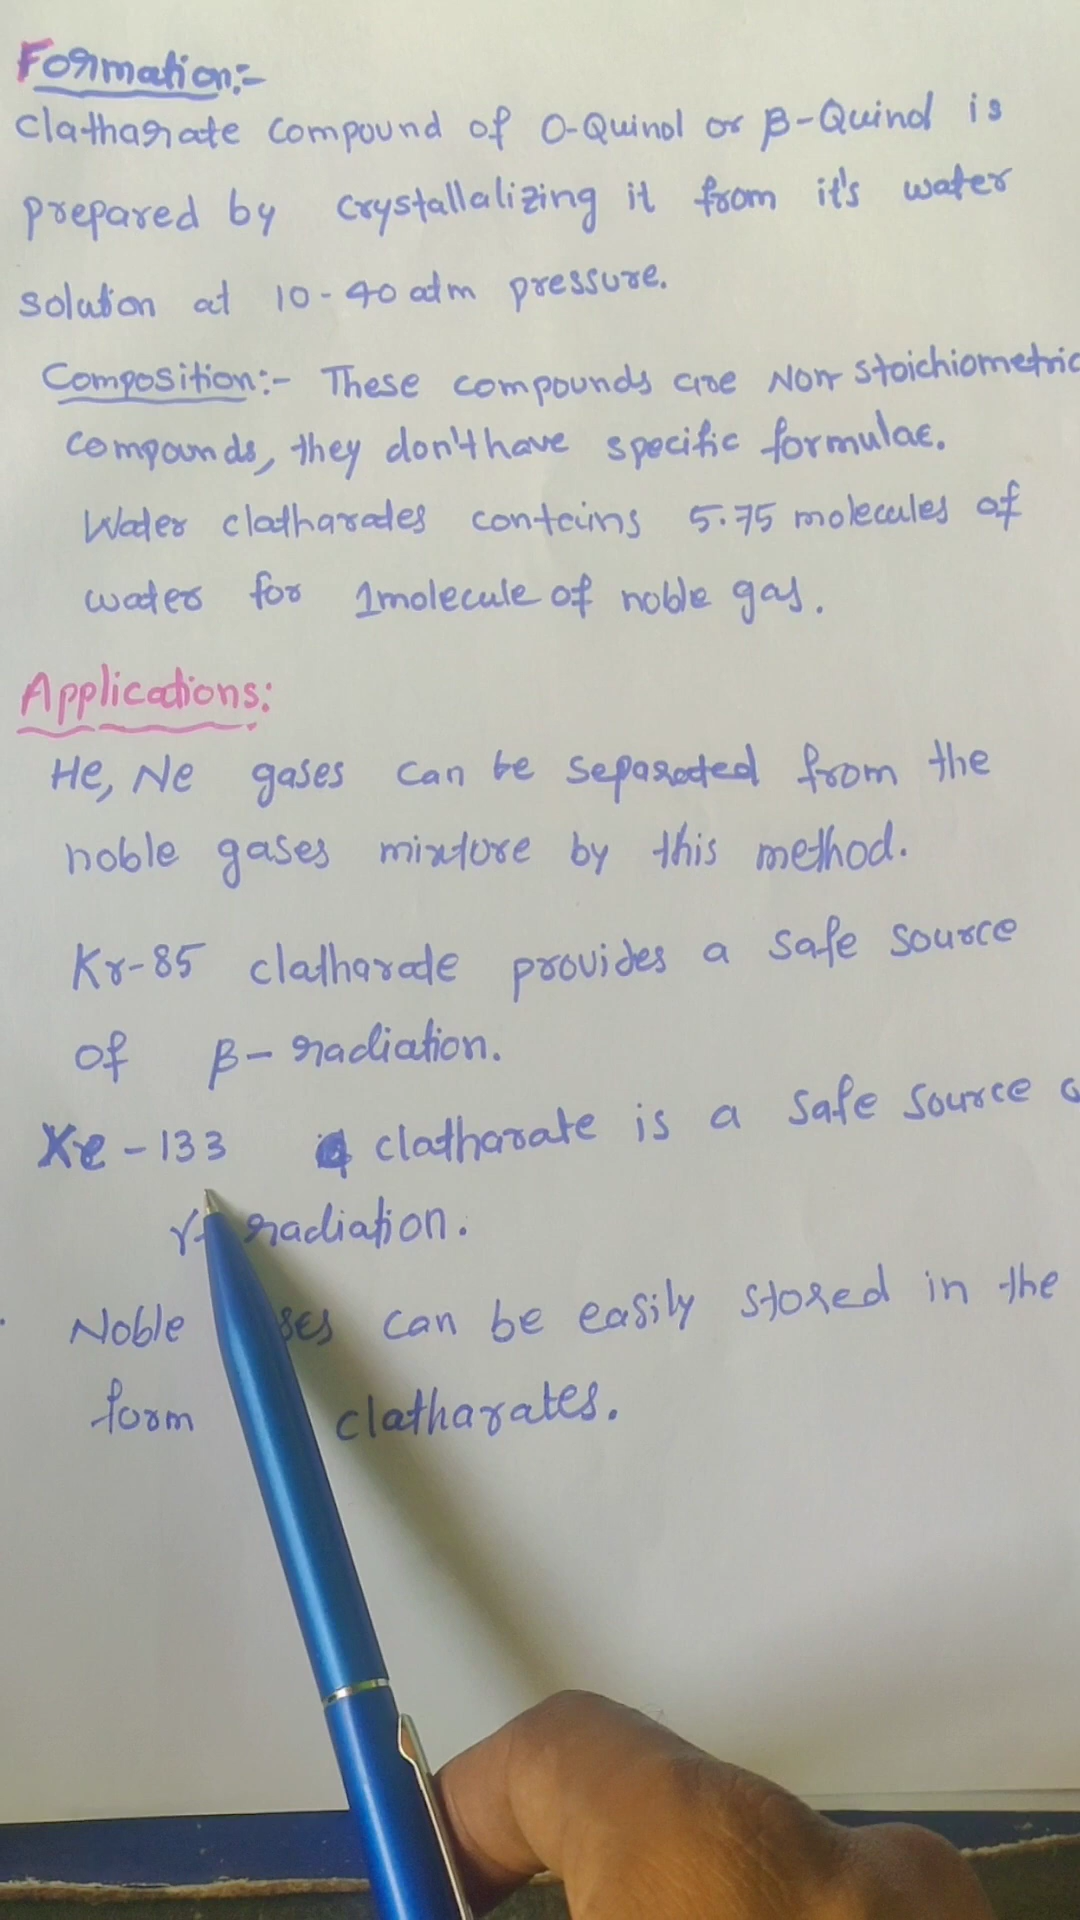 Formation:-
Clatharate compound of O-Quinol or β-Quinol is
prepared by crystallalizing it from it's water
solution at 10-40 atm pressure.
Composition:- These compounds are Non stoichiometric
compounds, they don't have specific formulae.
Water clatharates contains 5.75 molecules of
water for 1molecule of noble gas.
Applications:
He, Ne gases can be separated from the
noble gases mixture by this method.
Kr-85 clatharate provides a safe source
of β- radiation.
Xe-133 clatharate is a safe source
γ- radiation.
Noble can be easily stored in the
form clatharates.